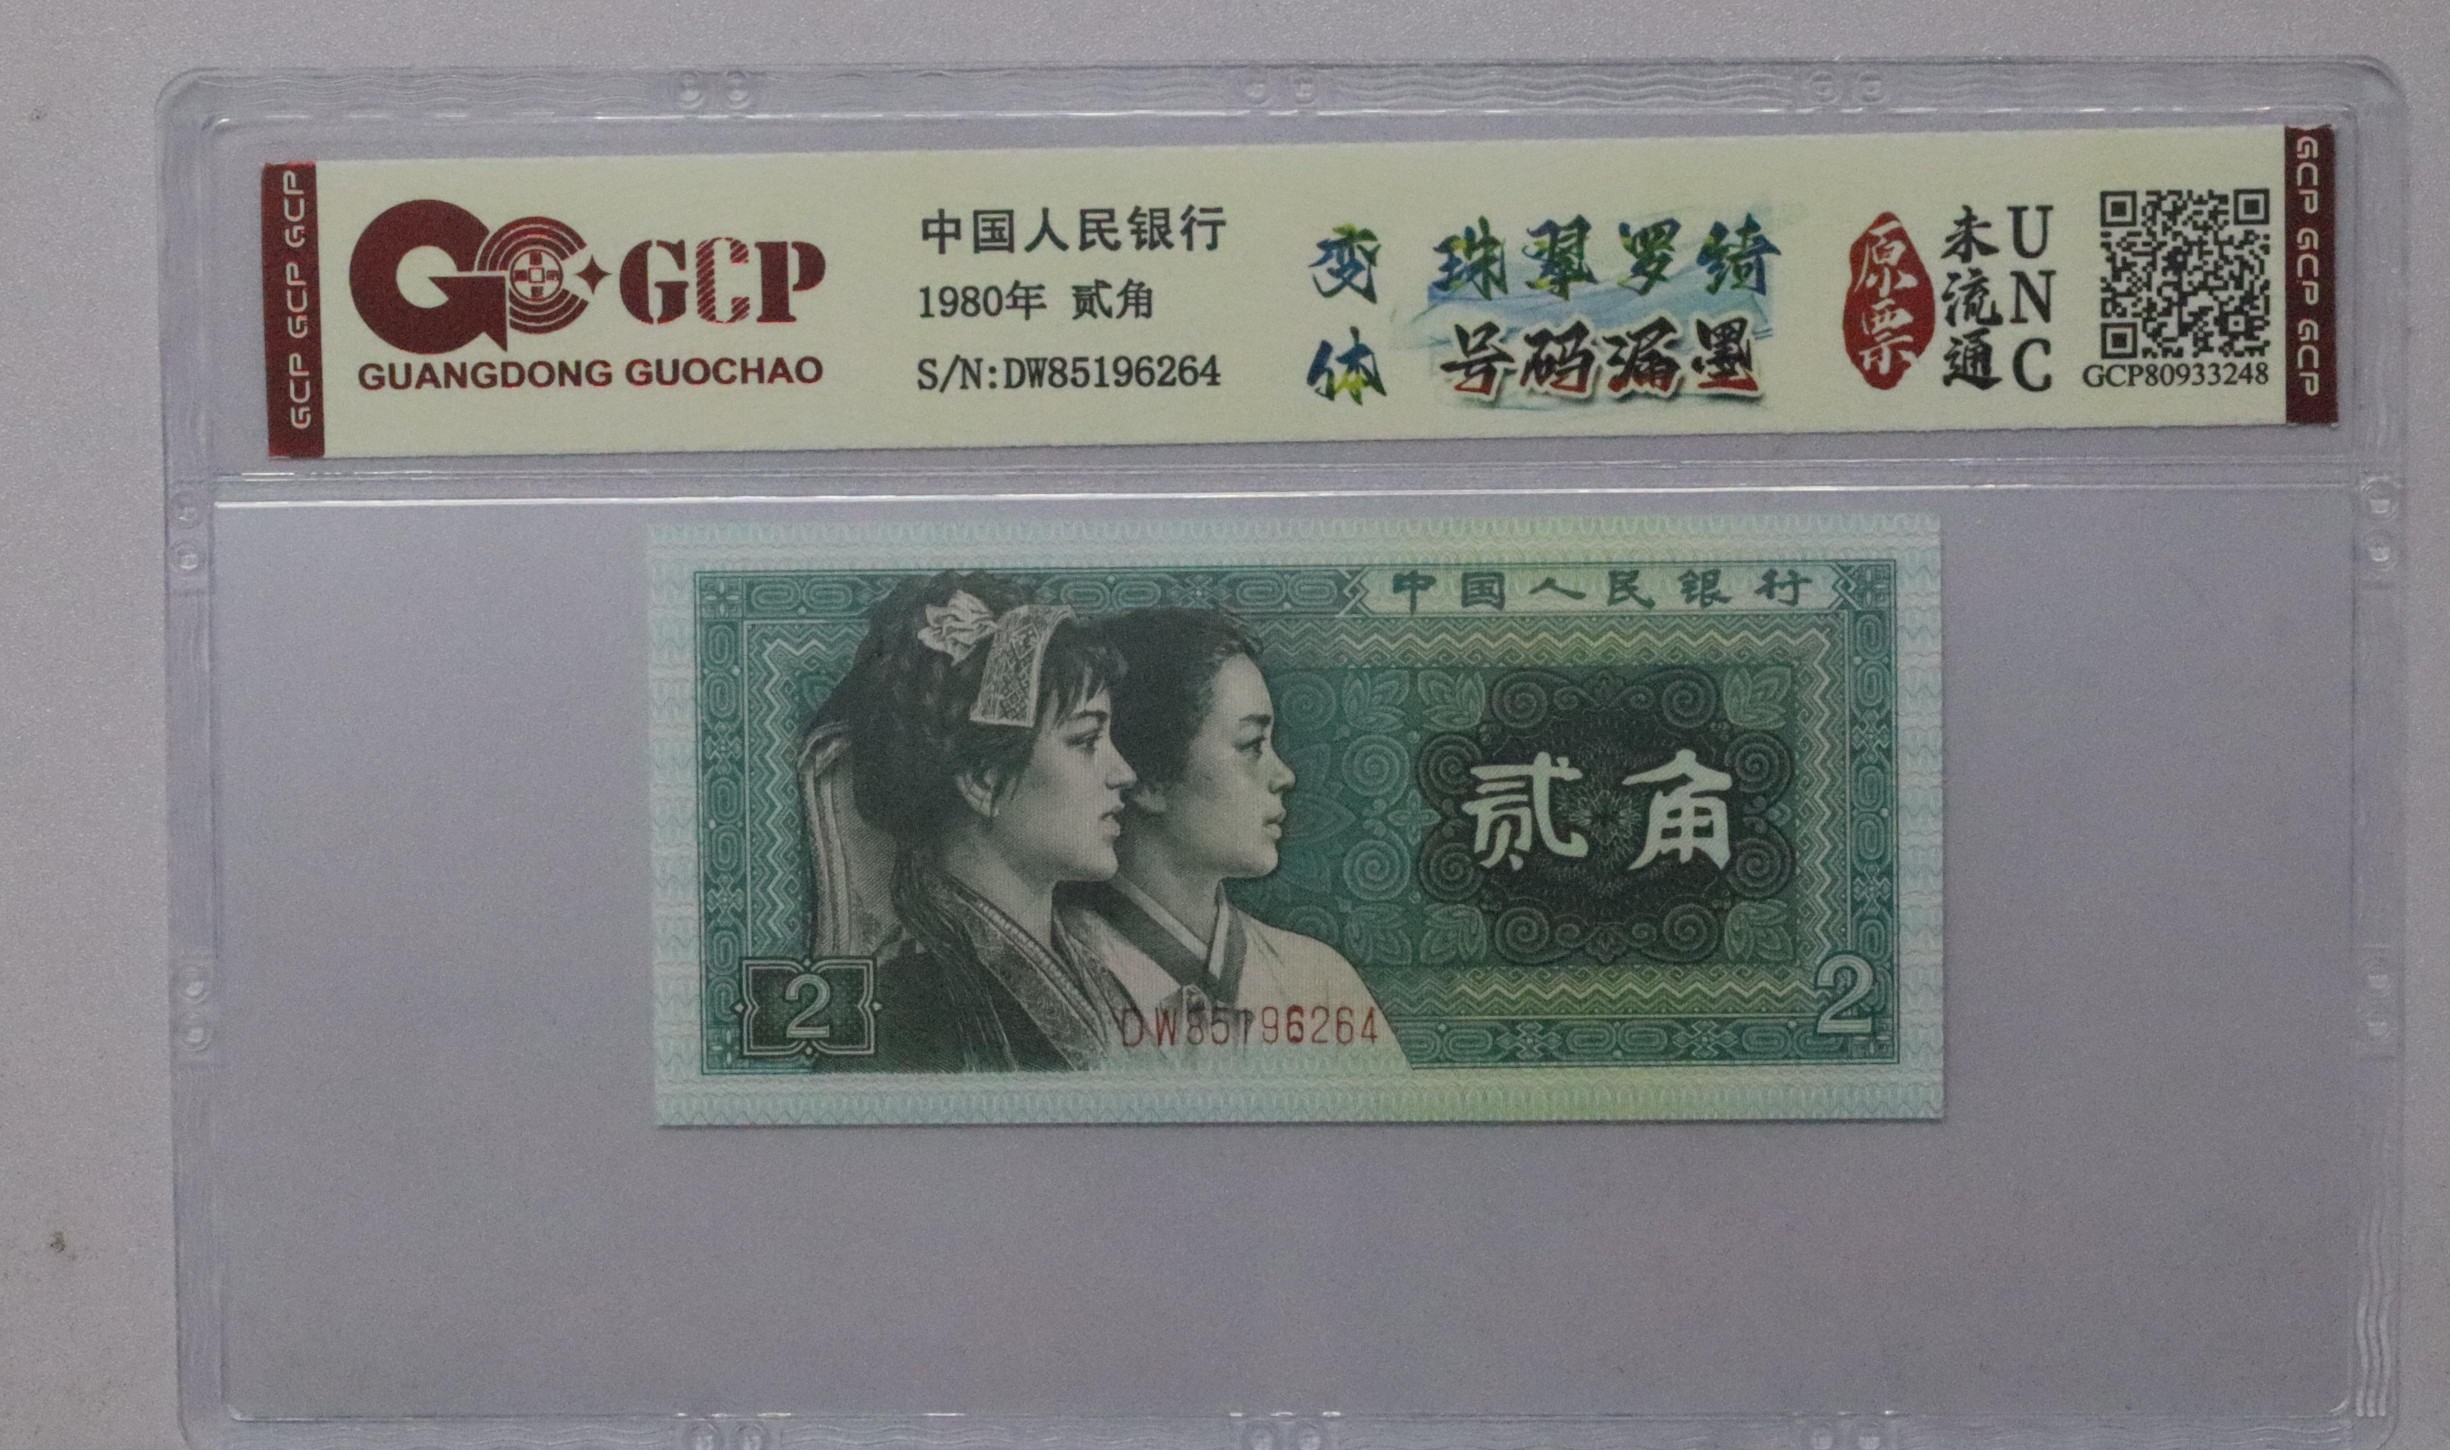 GCP GCP GCP
GCP
GUANGDONG GUOCHAO
中国人民银行
1980年 贰角
S/N:DW85196264
变体
珠翠罗绮
号码漏墨
原票
未流通
UNC
GCP80933248
GCP GCP GCP
中国人民银行
贰角
2
2
DW85196264